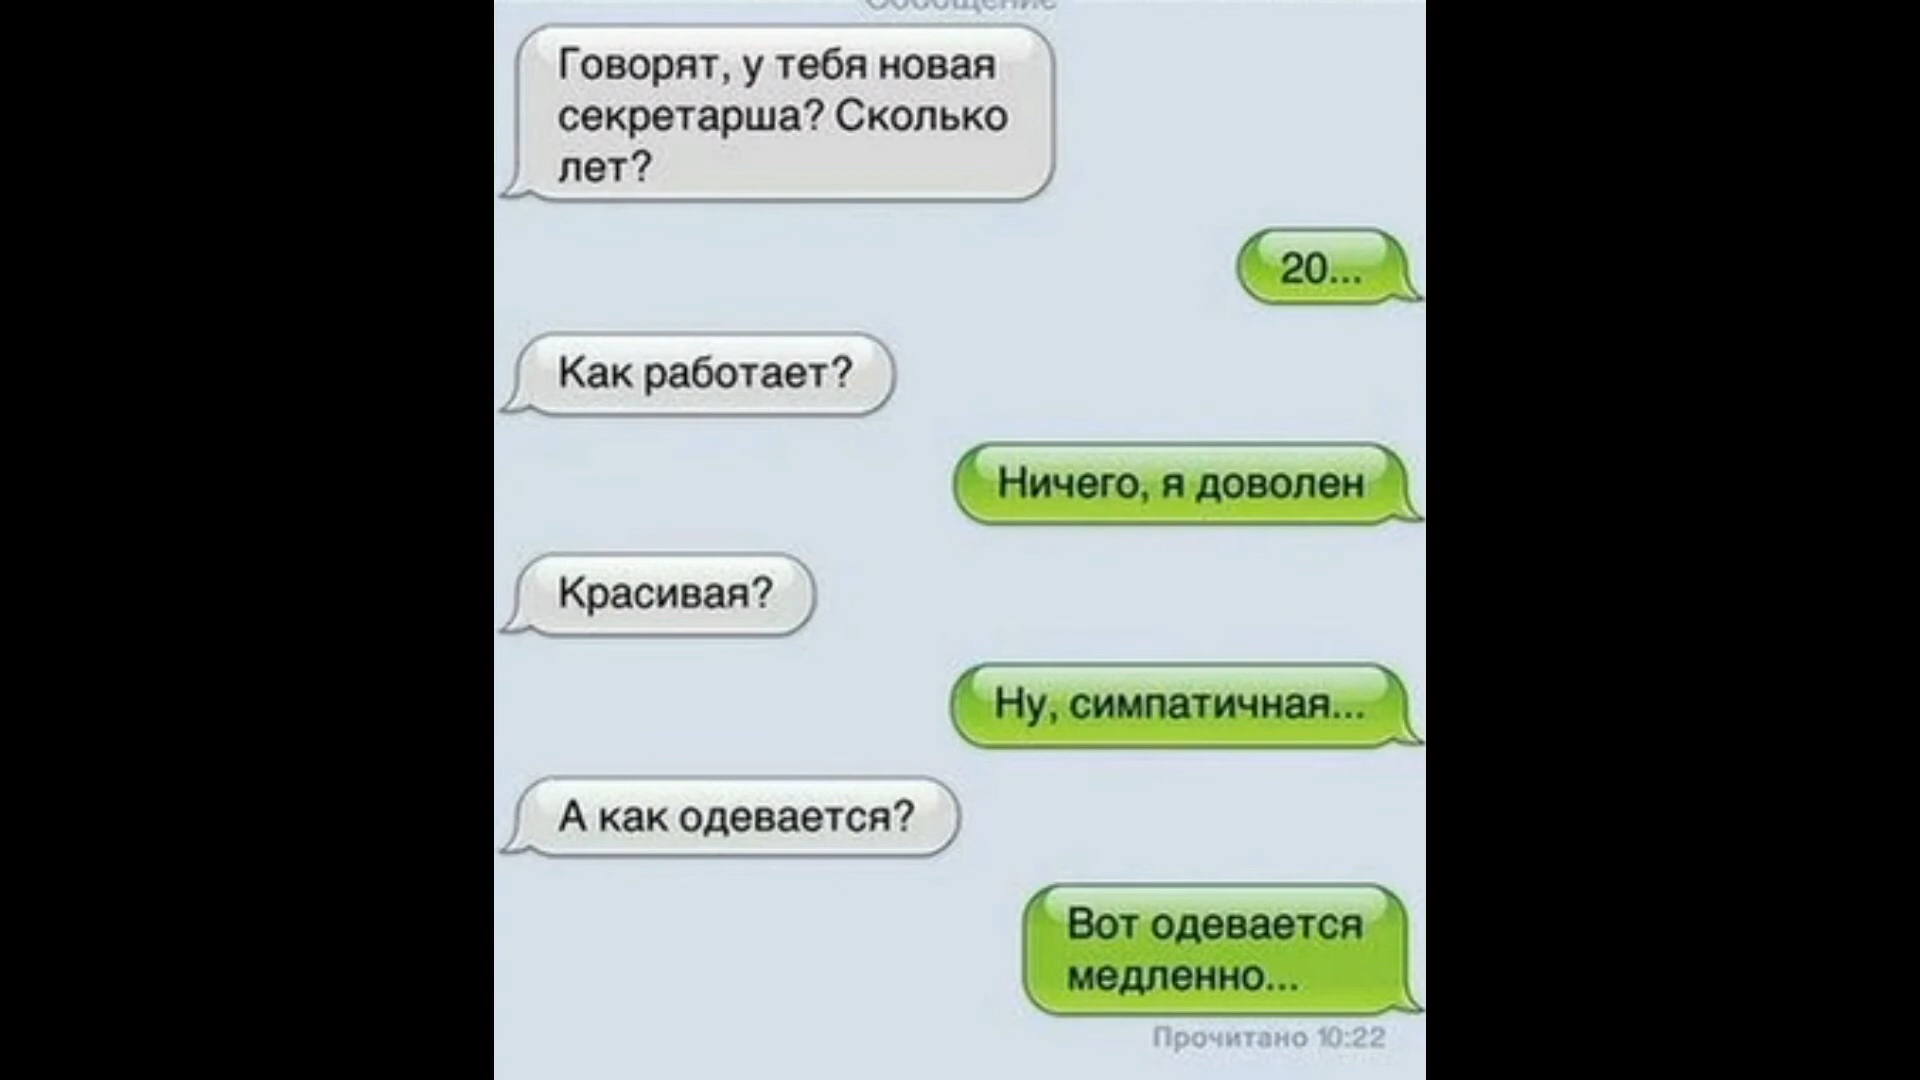 Сообщение
Говорят, у тебя новая
секретарша? Сколько
лет?
20...
Как работает?
Ничего, я доволен
Красивая?
Ну, симпатичная...
А как одевается?
Вот одевается
медленно...
Прочитано 10:22